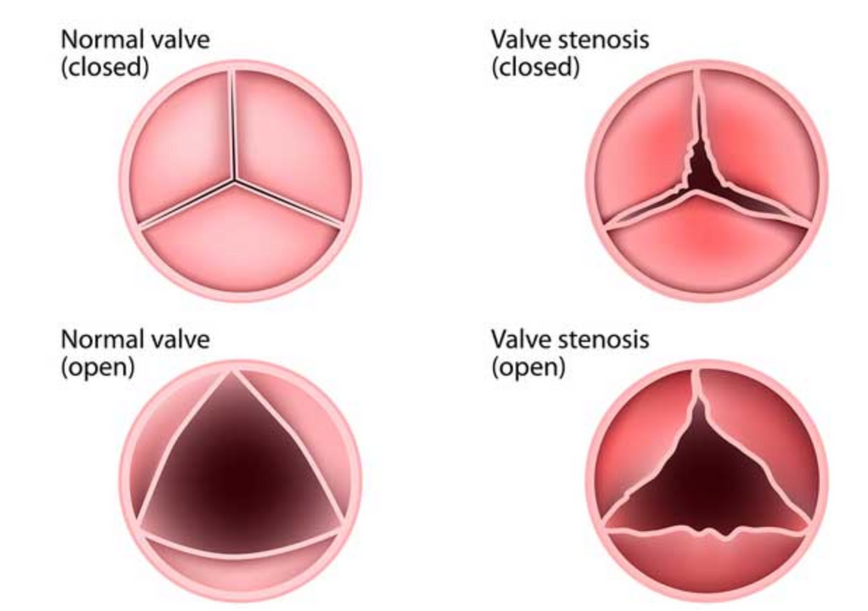 Normal valve
(closed)
Valve stenosis
(closed)
Normal valve
(open)
Valve stenosis
(open)